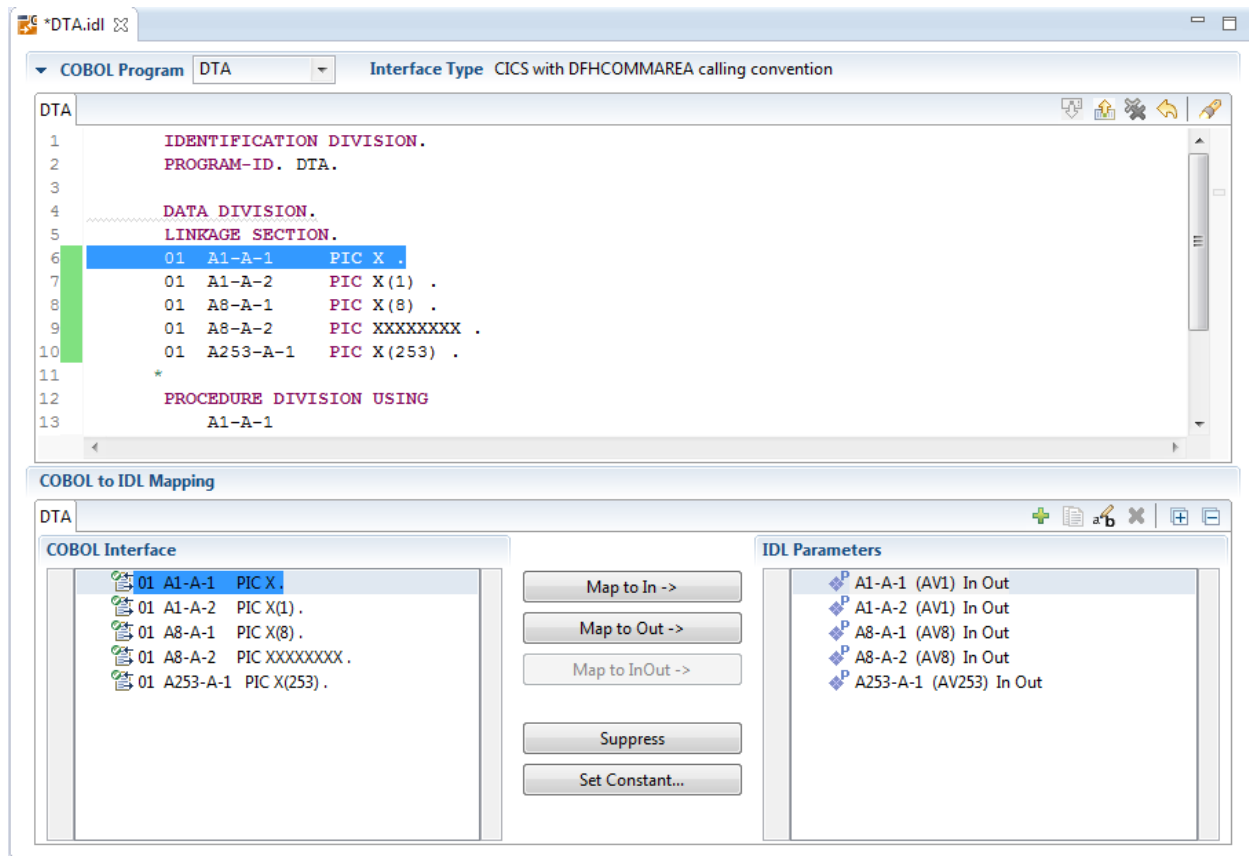 *DTA.idl
COBOL Program DTA Interface Type CICS with DFHCOMMAREA calling convention
DTA
1 IDENTIFICATION DIVISION.
2 PROGRAM-ID. DTA.
3
4 DATA DIVISION.
5 LINKAGE SECTION.
6 01 A1-A-1 PIC X .
7 01 A1-A-2 PIC X(1) .
8 01 A8-A-1 PIC X(8) .
9 01 A8-A-2 PIC XXXXXXXX .
10 01 A253-A-1 PIC X(253) .
11 *
12 PROCEDURE DIVISION USING
13 A1-A-1
COBOL to IDL Mapping
DTA
COBOL Interface
01 A1-A-1 PIC X .
01 A1-A-2 PIC X(1) .
01 A8-A-1 PIC X(8) .
01 A8-A-2 PIC XXXXXXXX .
01 A253-A-1 PIC X(253) .
Map to In ->
Map to Out ->
Map to InOut ->
Suppress
Set Constant...
IDL Parameters
A1-A-1 (AV1) In Out
A1-A-2 (AV1) In Out
A8-A-1 (AV8) In Out
A8-A-2 (AV8) In Out
A253-A-1 (AV253) In Out